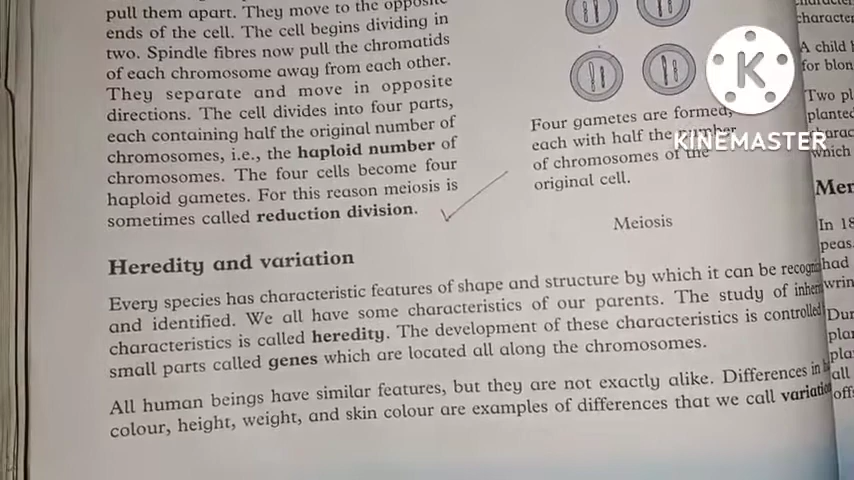 pull them apart. They move to the opposite
ends of the cell. The cell begins dividing in
two. Spindle fibres now pull the chromatids
of each chromosome away from each other.
They separate and move in opposite
directions. The cell divides into four parts,
each containing half the original number of
chromosomes, i.e., the haploid number of
chromosomes. The four cells become four
haploid gametes. For this reason meiosis is
sometimes called reduction division.
Four gametes are formed,
each with half the number
of chromosomes of the
original cell.
Meiosis
Heredity and variation
Every species has characteristic features of shape and structure by which it can be
and identified. We all have some characteristics of our parents. The study of
characteristics is called heredity. The development of these characteristics is controlled
small parts called genes which are located all along the chromosomes.
All human beings have similar features, but they are not exactly alike. Differences in
colour, height, weight, and skin colour are examples of differences that we call
K
KINEMASTER
character
A child
for blon
Two pl
planted
which
Mer
In 18
peas.
had
wrin
Dur
plan
pla
all
off